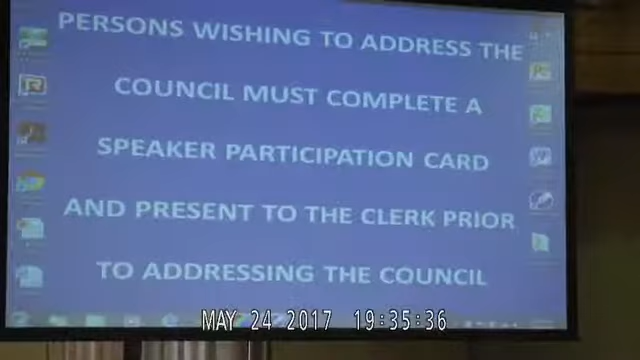 PERSONS WISHING TO ADDRESS THE
COUNCIL MUST COMPLETE A
SPEAKER PARTICIPATION CARD
AND PRESENT TO THE CLERK PRIOR
TO ADDRESSING THE COUNCIL
MAY 24 2017 19:35:36